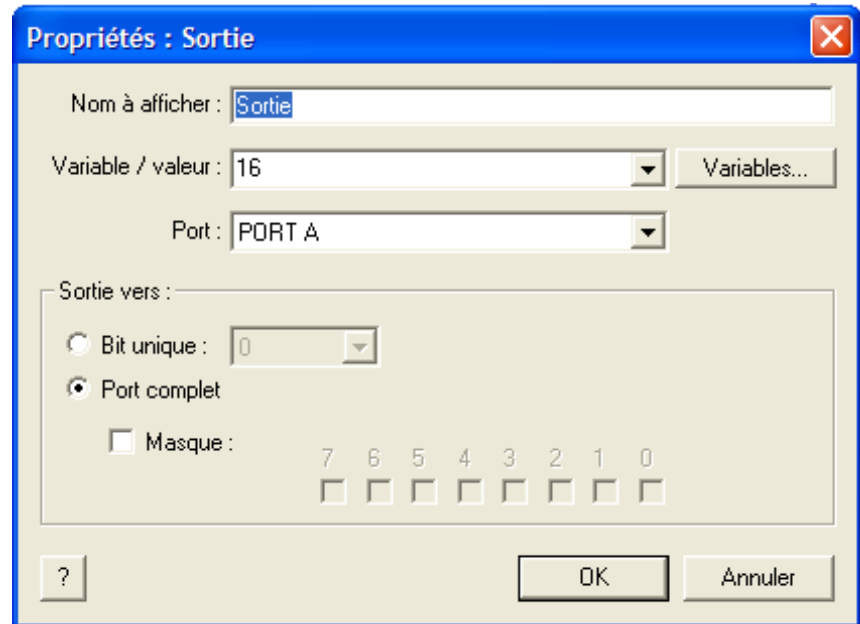 Propriétés : Sortie
Nom à afficher : Sortie
Variable / valeur : 16 Variables...
Port : PORT A
Sortie vers :
Bit unique : 0
Port complet
Masque :
7 6 5 4 3 2 1 0
? OK Annuler